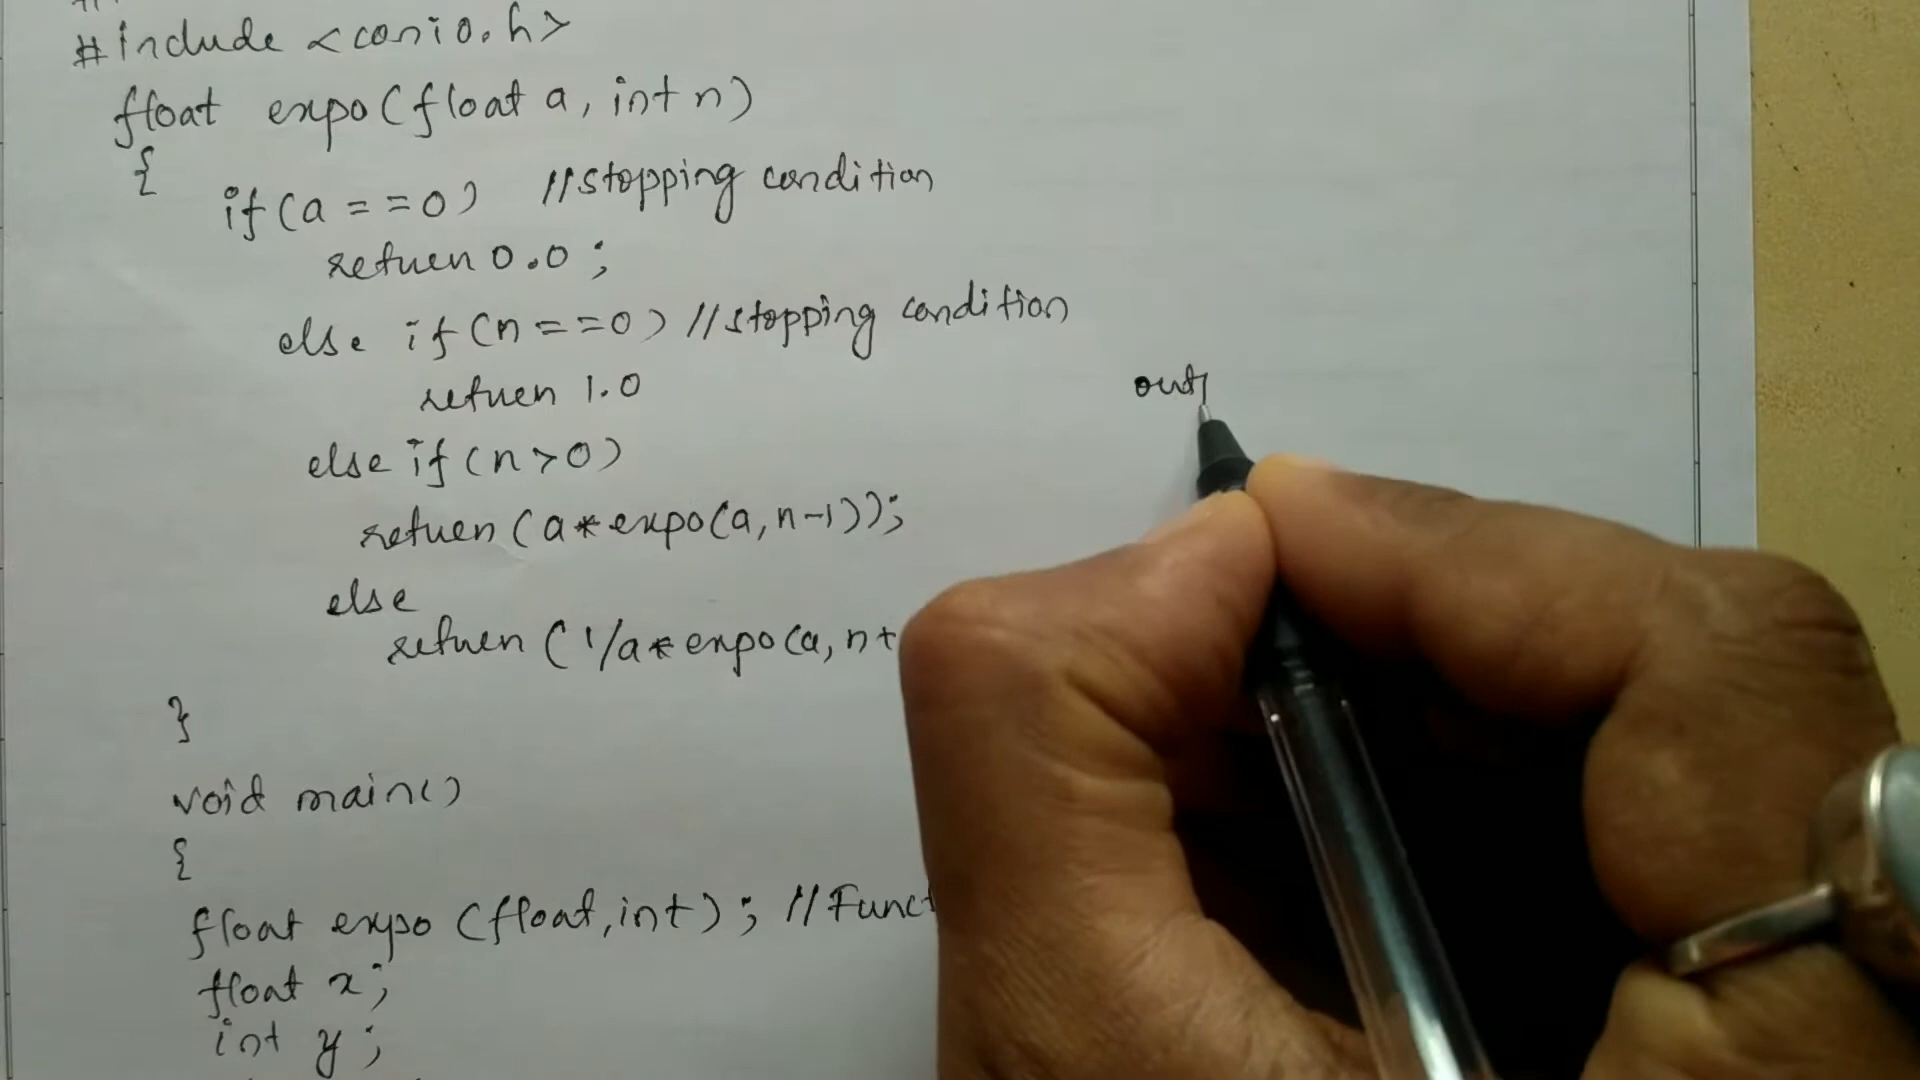 #include <conio.h>
float expo(float a, int n)
{
if(a==0) //stopping condition
return 0.0;
else if(n==0) //stopping condition
return 1.0
else if(n>0)
return(a*expo(a,n-1));
else
return(1/a*expo(a,n+
}
void main()
{
float expo(float,int); //Funct
float x;
int y;
out